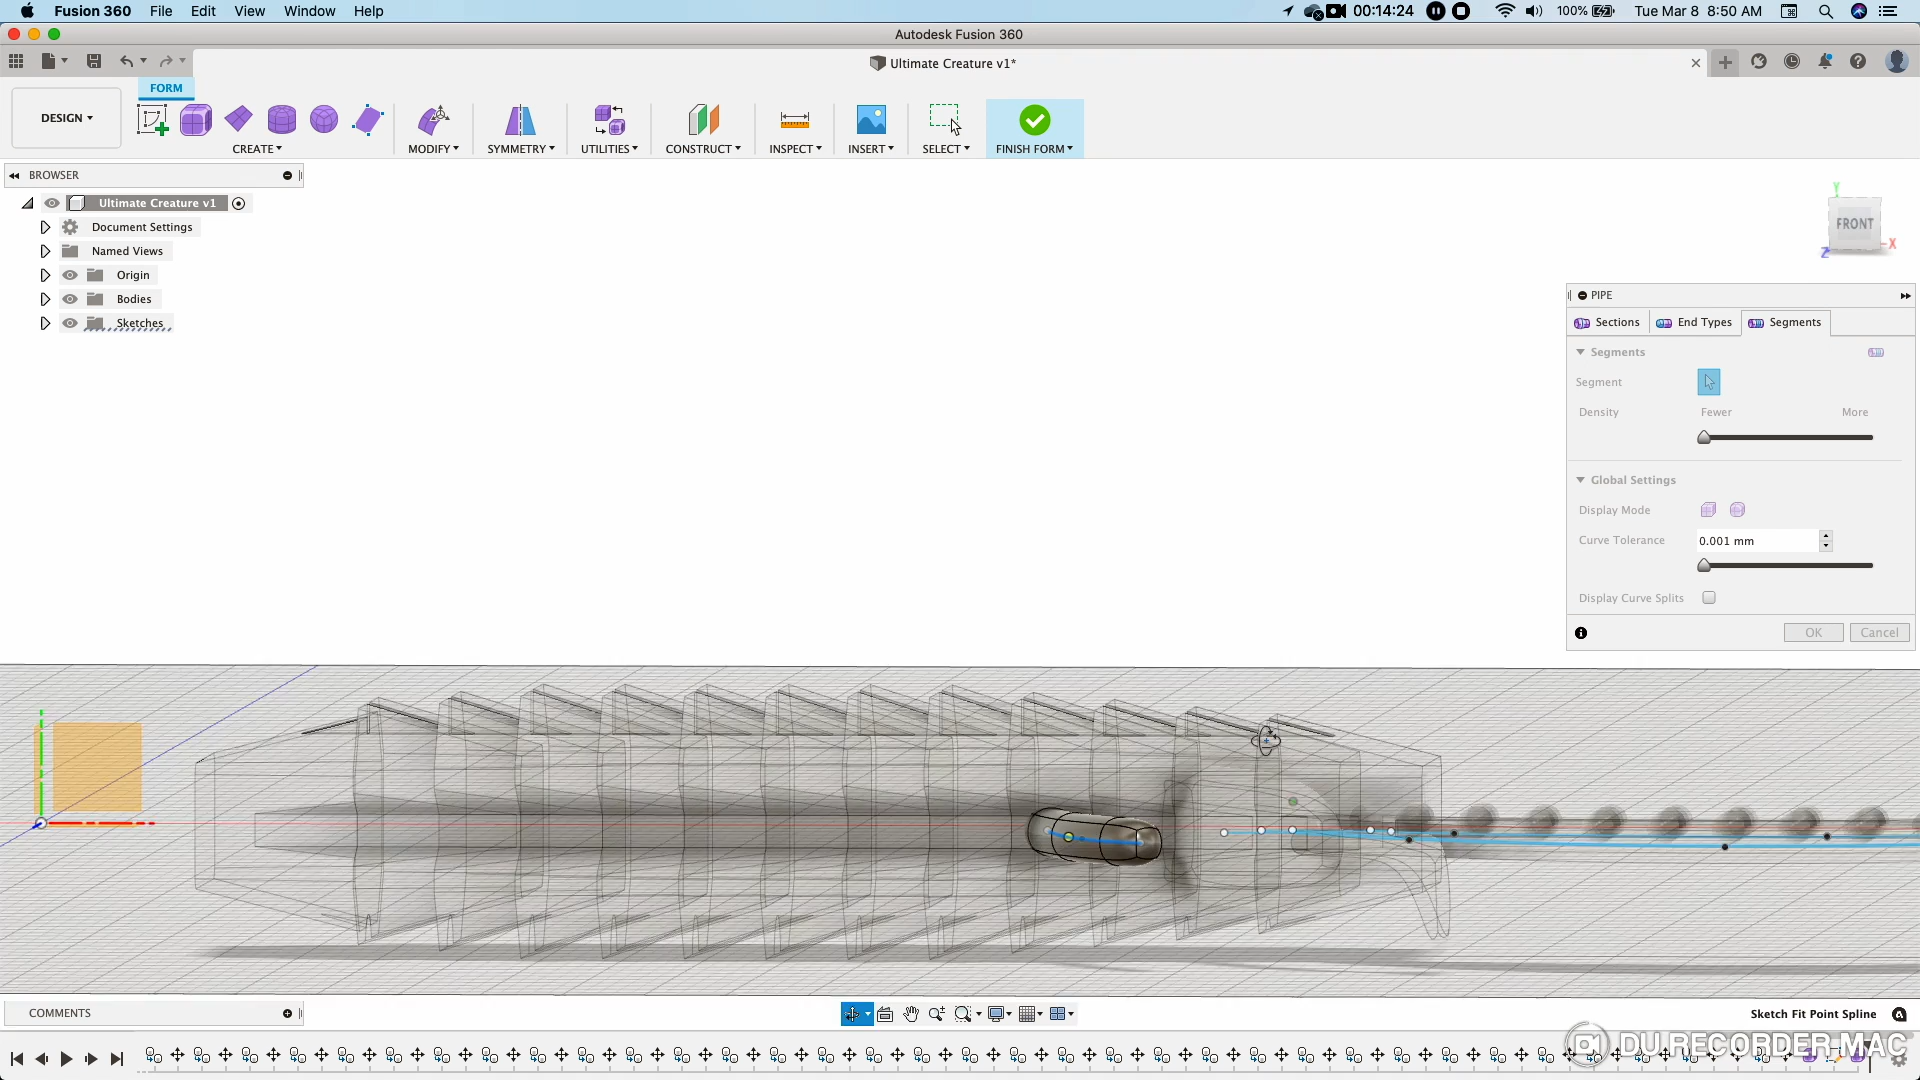 Fusion 360 File Edit View Window Help 00:14:24 100% Tue Mar 8 8:50 AM
Autodesk Fusion 360
Ultimate Creature v1*
FORM
DESIGN
CREATE MODIFY SYMMETRY UTILITIES CONSTRUCT INSPECT INSERT SELECT FINISH FORM
BROWSER
Ultimate Creature v1
Document Settings
Named Views
Origin
Bodies
Sketches
Y
FRONT
X
Z
PIPE
Sections End Types Segments
Segments
Segment
Density Fewer More
Global Settings
Display Mode
Curve Tolerance 0.001 mm
Display Curve Splits
OK Cancel
COMMENTS
Sketch Fit Point Spline
DU RECORDER MAC